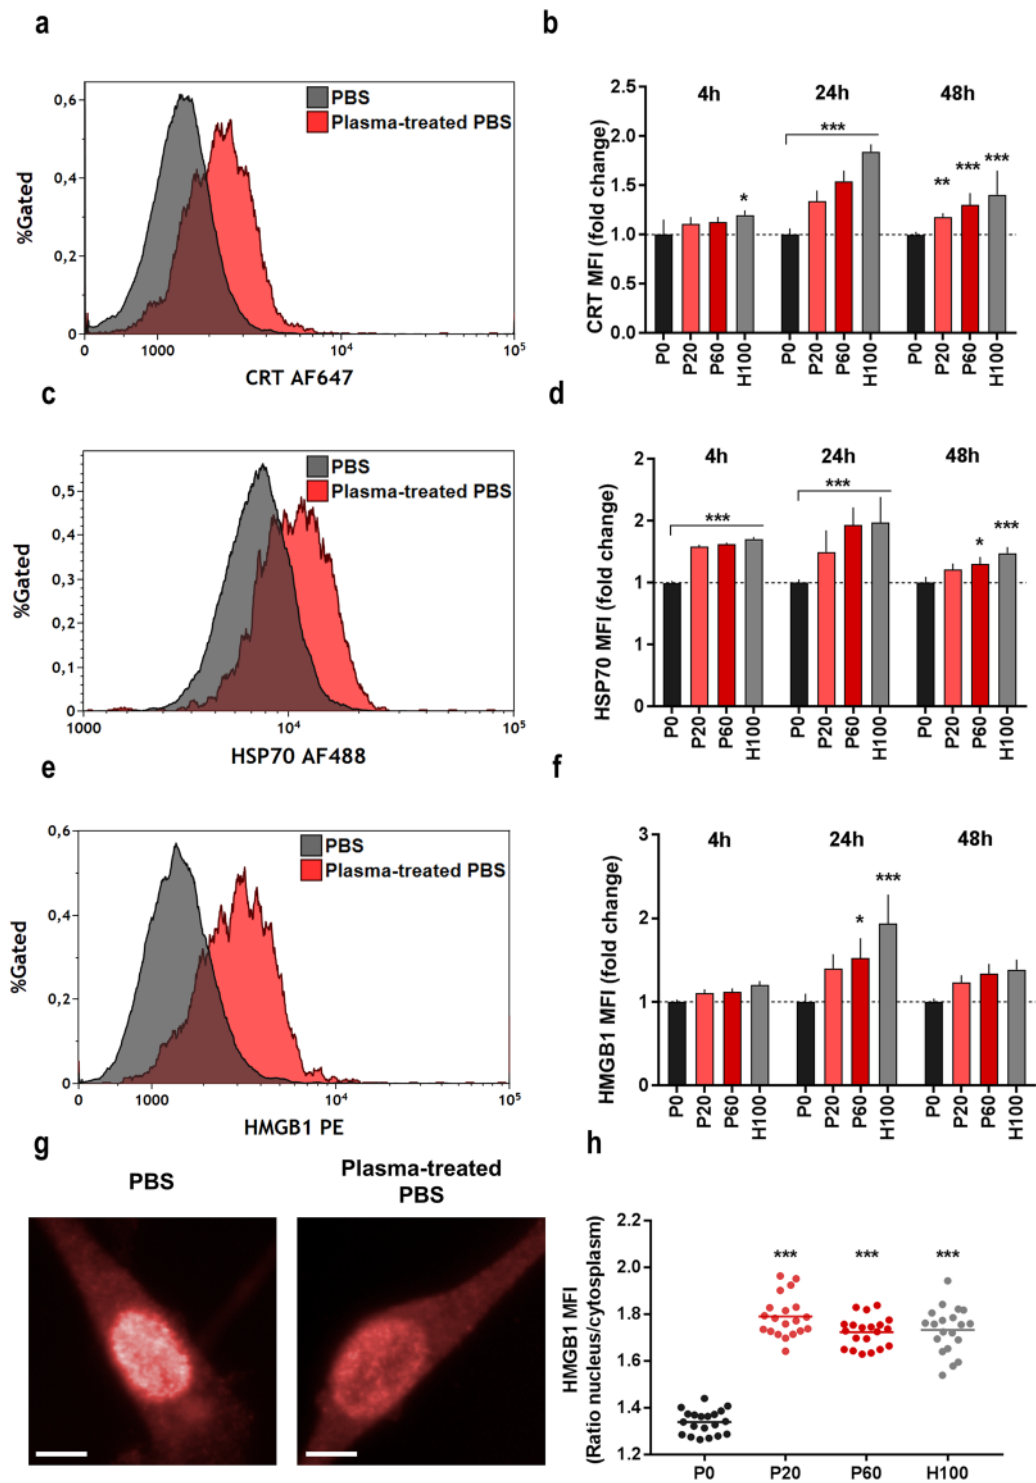 a
0,6
0,4
0,2
0
%Gated
PBS
Plasma-treated PBS
0
1000
10⁴
10⁵
CRT AF647
b
2.5
2.0
1.5
1.0
0.5
0.0
CRT MFI (fold change)
4h
24h
48h
*
***
**
***
***
P0
P20
P60
H100
P0
P20
P60
H100
P0
P20
P60
H100
c
0,5
0,4
0,3
0,2
0,1
0
%Gated
PBS
Plasma-treated PBS
1000
10⁴
10⁵
HSP70 AF488
d
2
2
1
1
0
HSP70 MFI (fold change)
4h
24h
48h
***
***
*
***
P0
P20
P60
H100
P0
P20
P60
H100
P0
P20
P60
H100
e
0,6
0,4
0,2
0
%Gated
PBS
Plasma-treated PBS
0
1000
10⁴
10⁵
HMGB1 PE
f
3
2
1
0
HMGB1 MFI (fold change)
4h
24h
48h
*
***
P0
P20
P60
H100
P0
P20
P60
H100
P0
P20
P60
H100
g
PBS
Plasma-treated
PBS
h
2.2
2.0
1.8
1.6
1.4
1.2
HMGB1 MFI
(Ratio nucleus/cytosplasm)
***
***
***
P0
P20
P60
H100